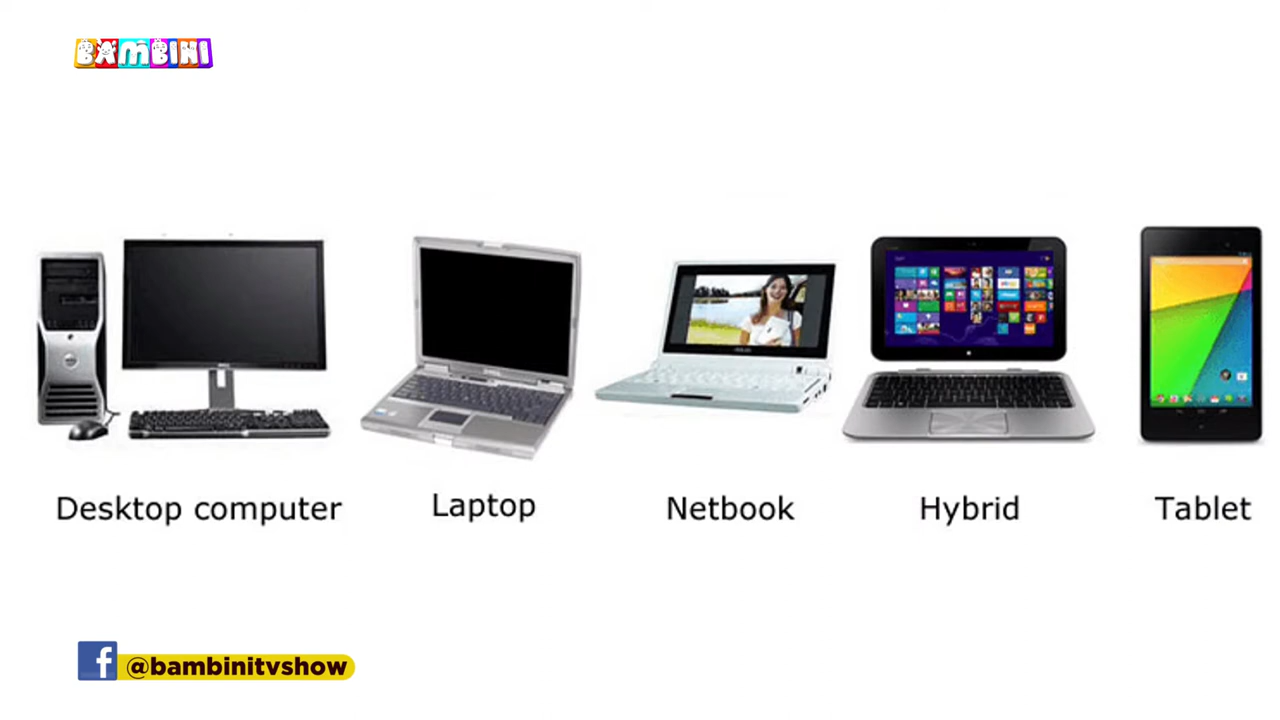 BAMBINI
Desktop computer
Laptop
Netbook
Hybrid
Tablet
f @bambinitvshow